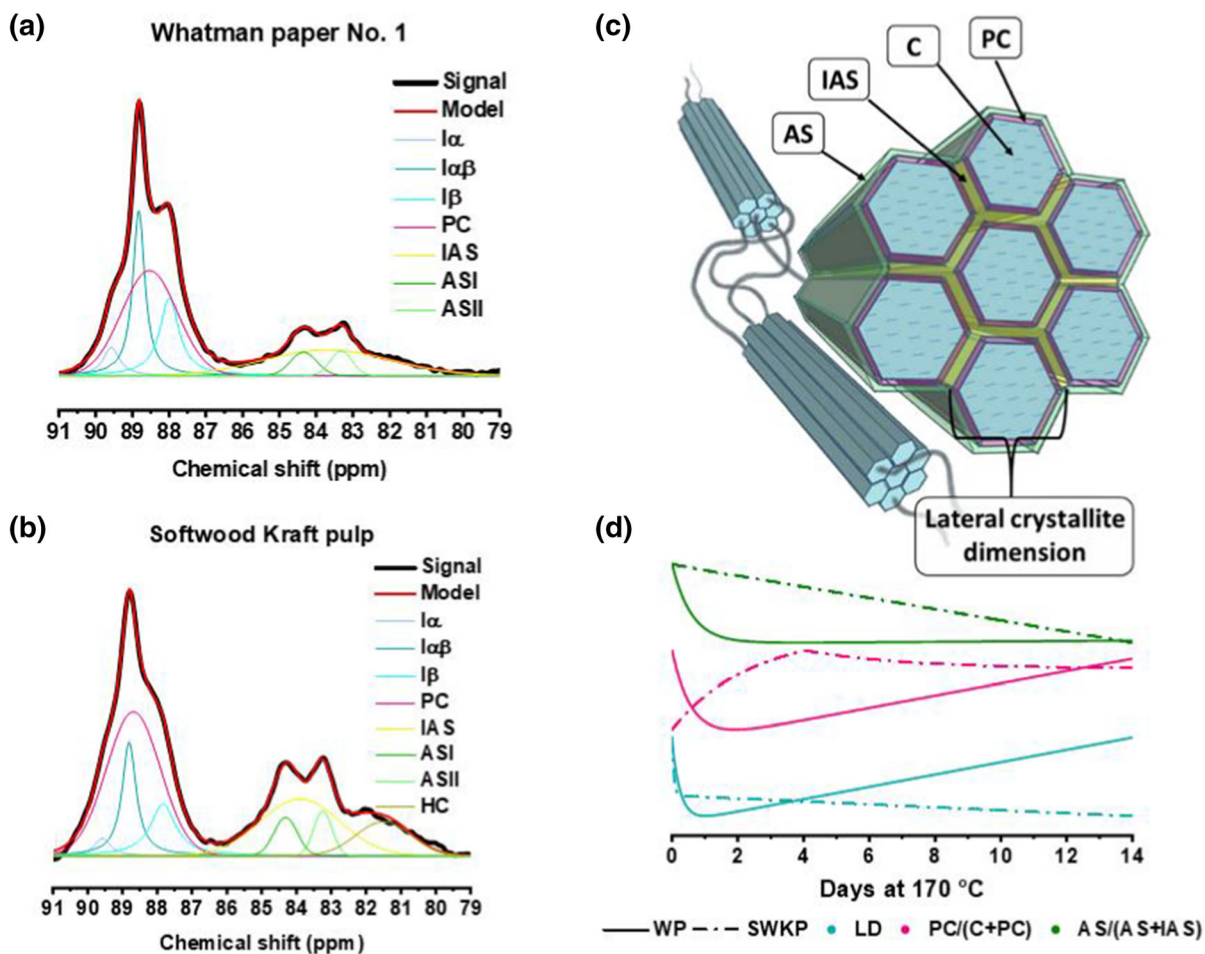 (a)
Whatman paper No. 1
Signal
Model
Iα
Iαβ
Iβ
PC
IAS
ASI
ASII
91 90 89 88 87 86 85 84 83 82 81 80 79
Chemical shift (ppm)
(b)
Softwood Kraft pulp
Signal
Model
Iα
Iαβ
Iβ
PC
IAS
ASI
ASII
HC
91 90 89 88 87 86 85 84 83 82 81 80 79
Chemical shift (ppm)
(c)
PC
C
IAS
AS
Lateral crystallite
dimension
(d)
0 2 4 6 8 10 12 14
Days at 170 °C
WP SWKP LD PC/(C+PC) AS/(AS+IAS)